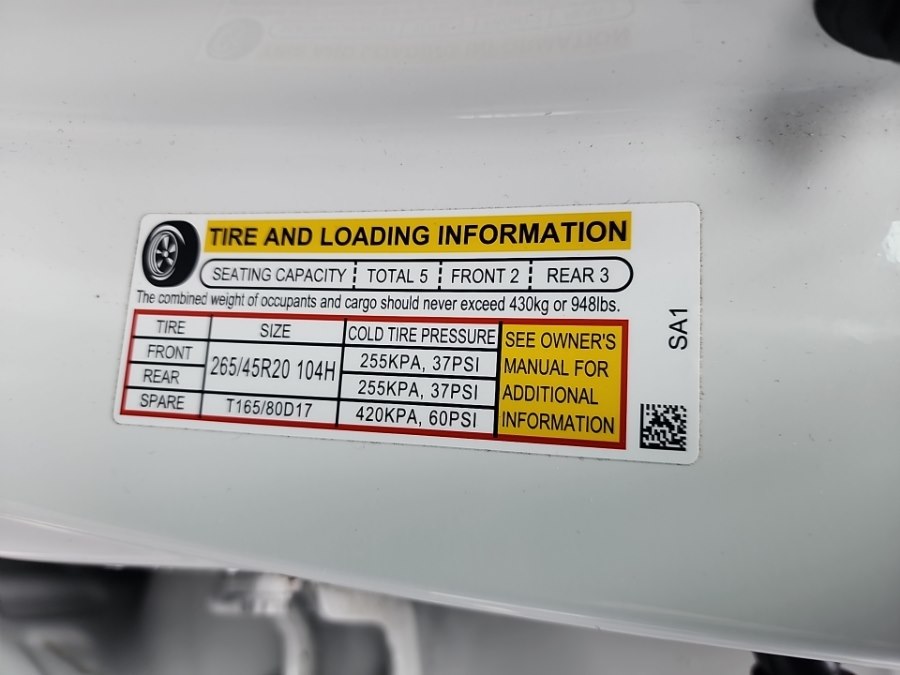 TIRE AND LOADING INFORMATION
SEATING CAPACITY TOTAL 5 FRONT 2 REAR 3
The combined weight of occupants and cargo should never exceed 430kg or 948lbs.
TIRE SIZE COLD TIRE PRESSURE
FRONT 265/45R20 104H 255KPA, 37PSI
REAR 255KPA, 37PSI
SPARE T165/80D17 420KPA, 60PSI
SEE OWNER'S
MANUAL FOR
ADDITIONAL
INFORMATION
SA1